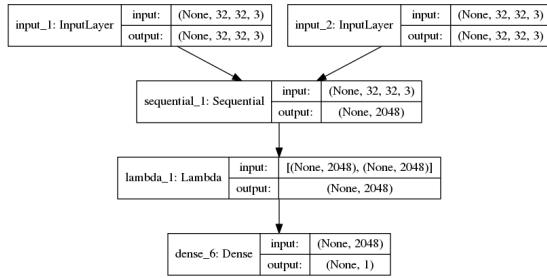 input_1: InputLayer input: (None, 32, 32, 3) output: (None, 32, 32, 3)
input_2: InputLayer input: (None, 32, 32, 3) output: (None, 32, 32, 3)
sequential_1: Sequential input: (None, 32, 32, 3) output: (None, 2048)
lambda_1: Lambda input: [(None, 2048), (None, 2048)] output: (None, 2048)
dense_6: Dense input: (None, 2048) output: (None, 1)